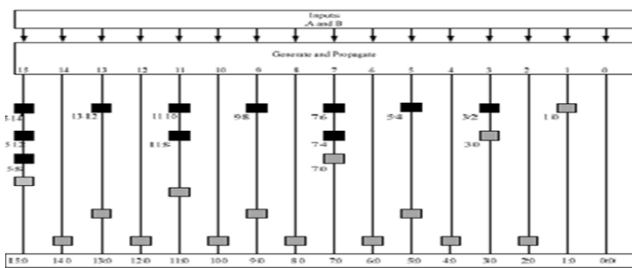 Inputs:
A and B
Generate and Propagate
15 14 13 12 11 10 9 8 7 6 5 4 3 2 1 0
5:14 13:12 11:10 9:8 7:6 5:4 3:2 1:0
5:12 11:8 7:4 3:0
5:8 7:0
15:0 14:0 13:0 12:0 11:0 10:0 9:0 8:0 7:0 6:0 5:0 4:0 3:0 2:0 1:0 0:0